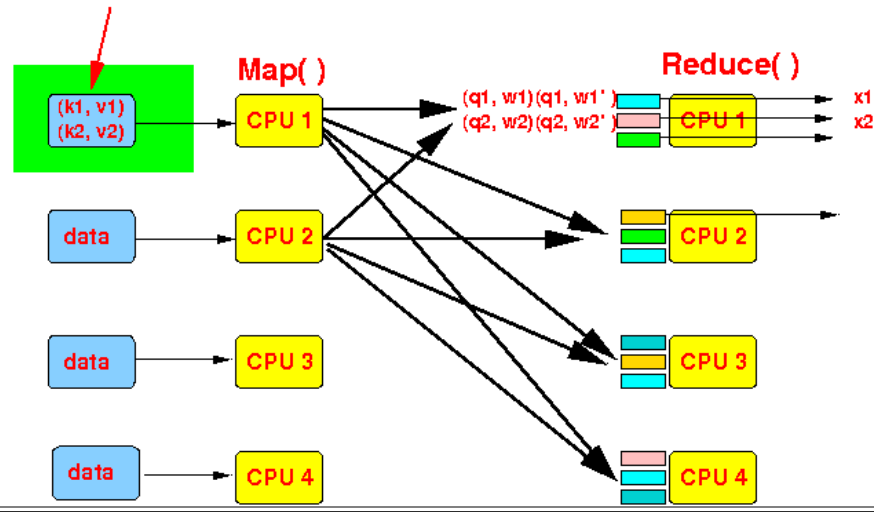 Map( )
Reduce( )
(k1, v1)
(k2, v2)
CPU 1
(q1, w1)(q1, w1')
(q2, w2)(q2, w2')
CPU 1
x1
x2
data
CPU 2
CPU 2
data
CPU 3
CPU 3
data
CPU 4
CPU 4